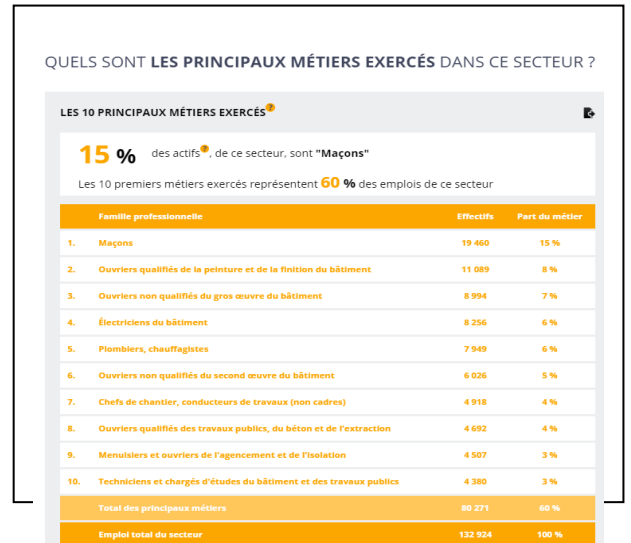 QUELS SONT LES PRINCIPAUX MÉTIERS EXERCÉS DANS CE SECTEUR ?
LES 10 PRINCIPAUX MÉTIERS EXERCÉS ?
15 % des actifs ?, de ce secteur, sont "Maçons"
Les 10 premiers métiers exercés représentent 60 % des emplois de ce secteur
Famille professionnelle Effectifs Part du métier
1. Maçons 19 460 15 %
2. Ouvriers qualifiés de la peinture et de la finition du bâtiment 11 089 8 %
3. Ouvriers non qualifiés du gros œuvre du bâtiment 8 994 7 %
4. Électriciens du bâtiment 8 256 6 %
5. Plombiers, chauffagistes 7 949 6 %
6. Ouvriers non qualifiés du second œuvre du bâtiment 6 026 5 %
7. Chefs de chantier, conducteurs de travaux (non cadres) 4 918 4 %
8. Ouvriers qualifiés des travaux publics, du béton et de l'extraction 4 692 4 %
9. Menuisiers et ouvriers de l'agencement et de l'isolation 4 507 3 %
10. Techniciens et chargés d'études du bâtiment et des travaux publics 4 380 3 %
Total des principaux métiers 80 271 60 %
Emploi total du secteur 132 924 100 %